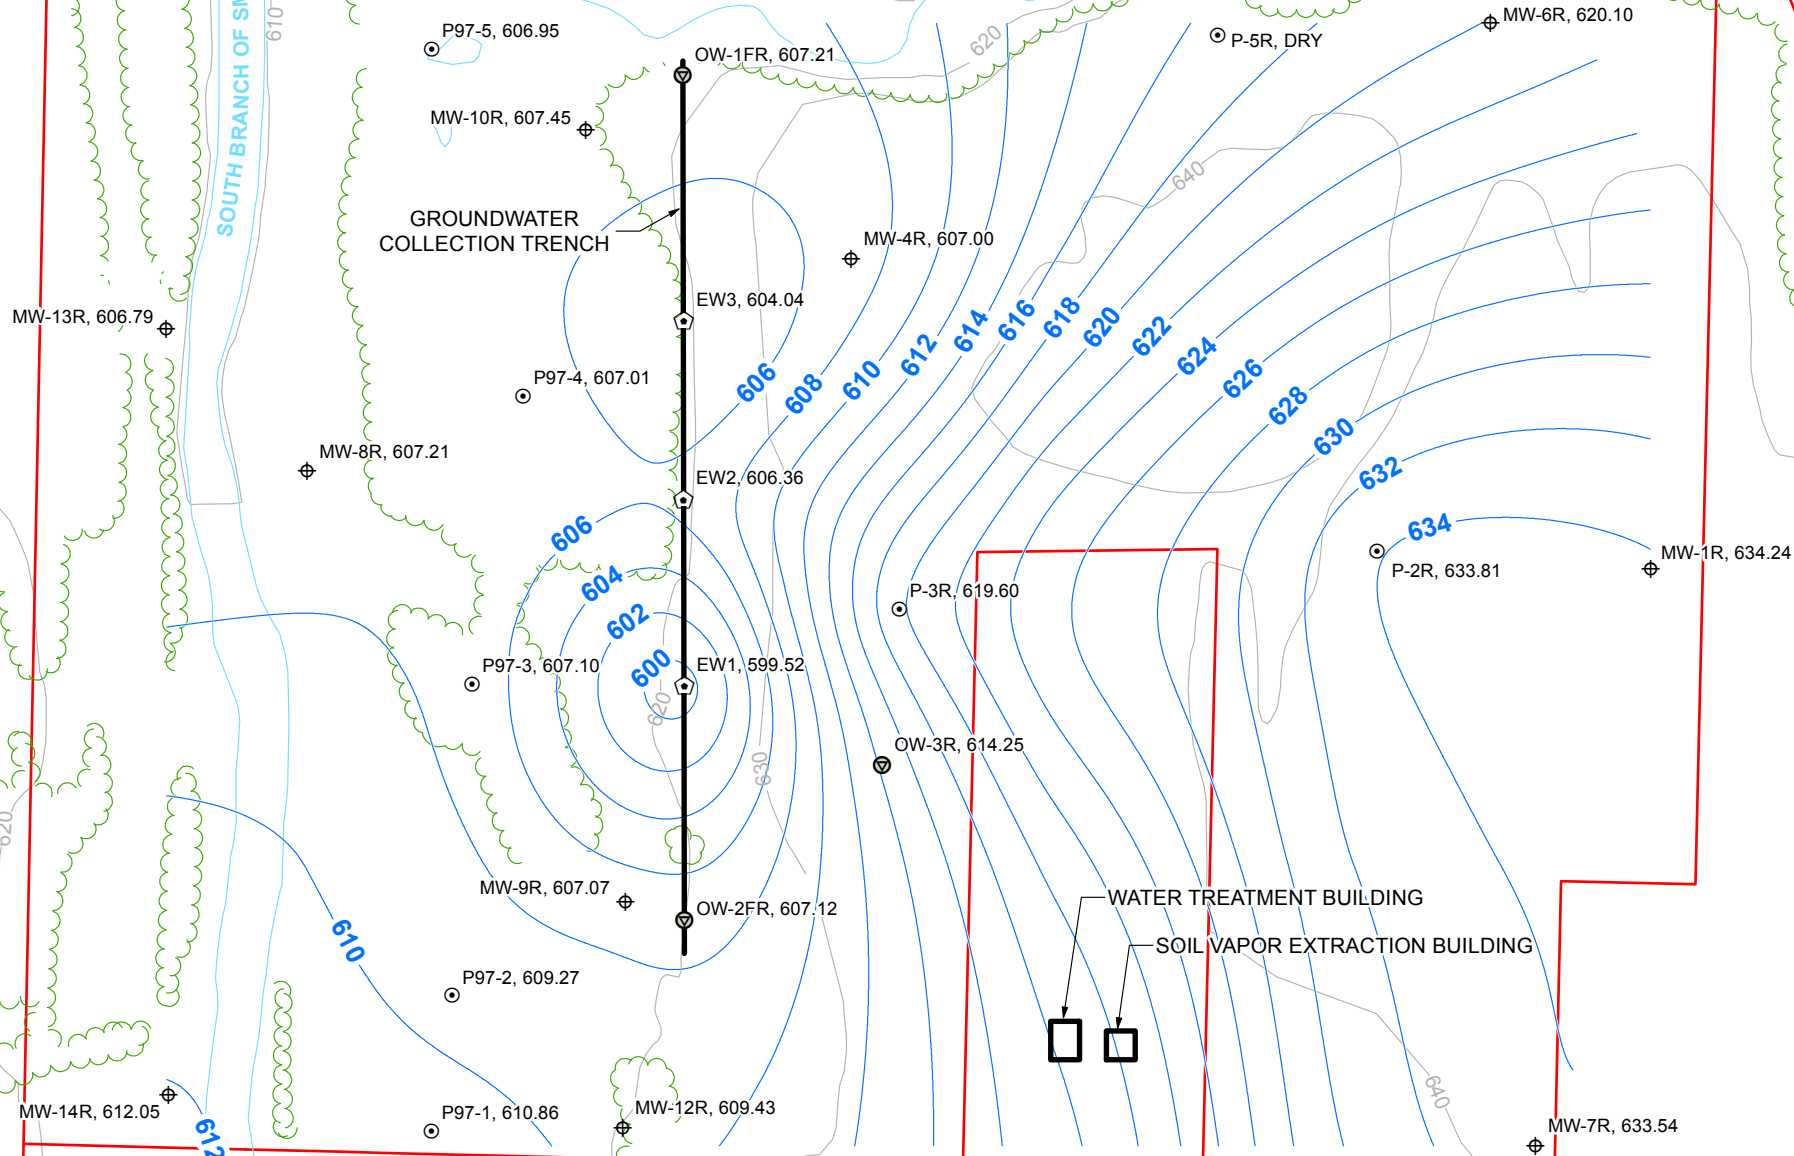 P97-5, 606.95
OW-1FR, 607.21
P-5R, DRY
MW-6R, 620.10
610
620
SOUTH BRANCH OF SM
MW-10R, 607.45
640
GROUNDWATER
COLLECTION TRENCH
MW-4R, 607.00
EW3, 604.04
MW-13R, 606.79
P97-4, 607.01
606
608
610
612
614
616
618
620
622
624
626
628
630
632
634
MW-8R, 607.21
EW2, 606.36
606
604
602
600
P-2R, 633.81
MW-1R, 634.24
P-3R, 619.60
P97-3, 607.10
EW1, 599.52
620
630
OW-3R, 614.25
620
MW-9R, 607.07
OW-2FR, 607.12
WATER TREATMENT BUILDING
SOIL VAPOR EXTRACTION BUILDING
610
P97-2, 609.27
640
MW-14R, 612.05
612
P97-1, 610.86
MW-12R, 609.43
MW-7R, 633.54